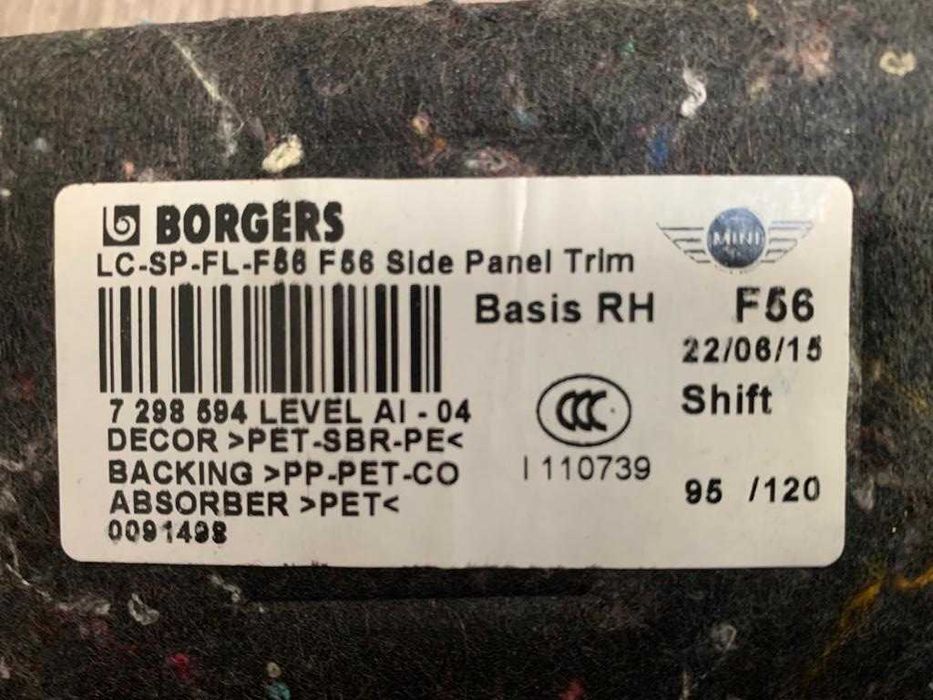 BORGERS
MINI
LC-SP-FL-F56 F56 Side Panel Trim
Basis RH F56
22/06/15
7 298 594 LEVEL AI - 04
Shift
DECOR >PET-SBR-PE<
CCC
BACKING >PP-PET-CO
I 110739
ABSORBER >PET<
95 /120
0091498